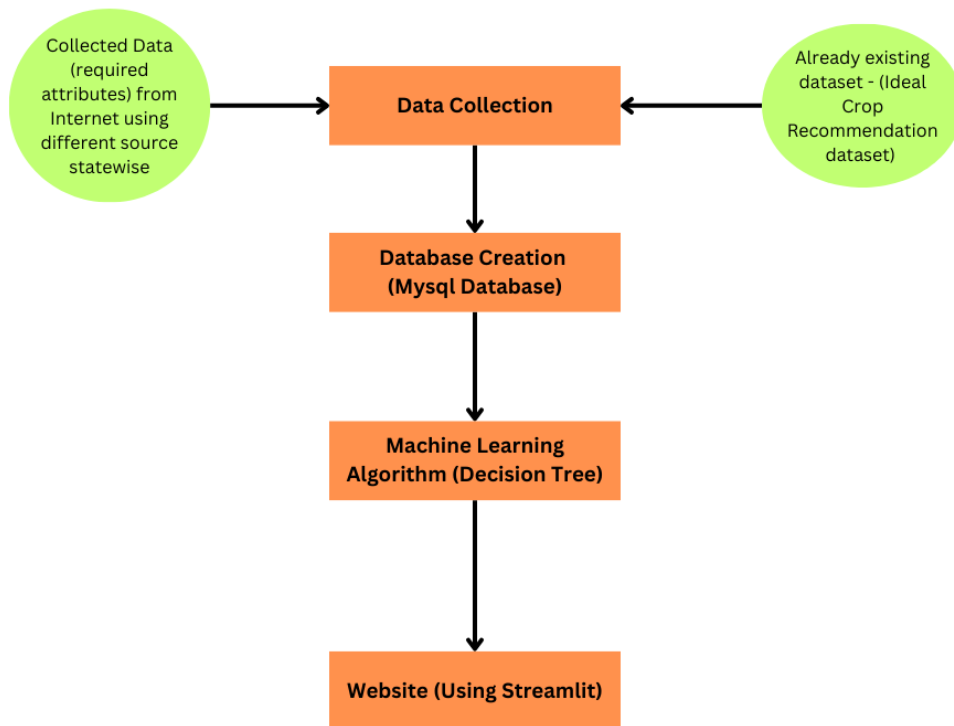 Collected Data
(required
attributes) from
Internet using
different source
statewise
Data Collection
Already existing
dataset - (Ideal
Crop
Recommendation
dataset)
Database Creation
(Mysql Database)
Machine Learning
Algorithm (Decision Tree)
Website (Using Streamlit)